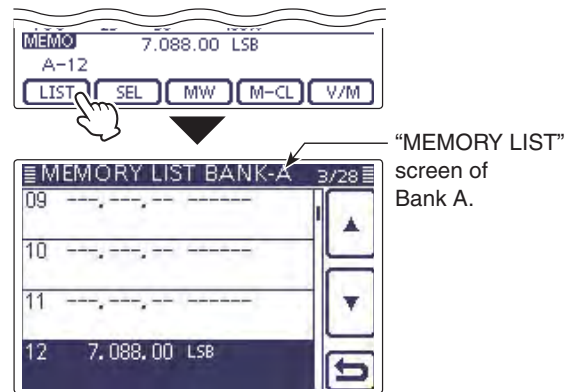 MEMO 7.088.00 LSB
A-12
LIST SEL MW M-CL V/M
“MEMORY LIST”
screen of
Bank A.
MEMORY LIST BANK-A 3/28
09 ---.---.-- ------
10 ---.---.-- ------
11 ---.---.-- ------
12 7.088.00 LSB